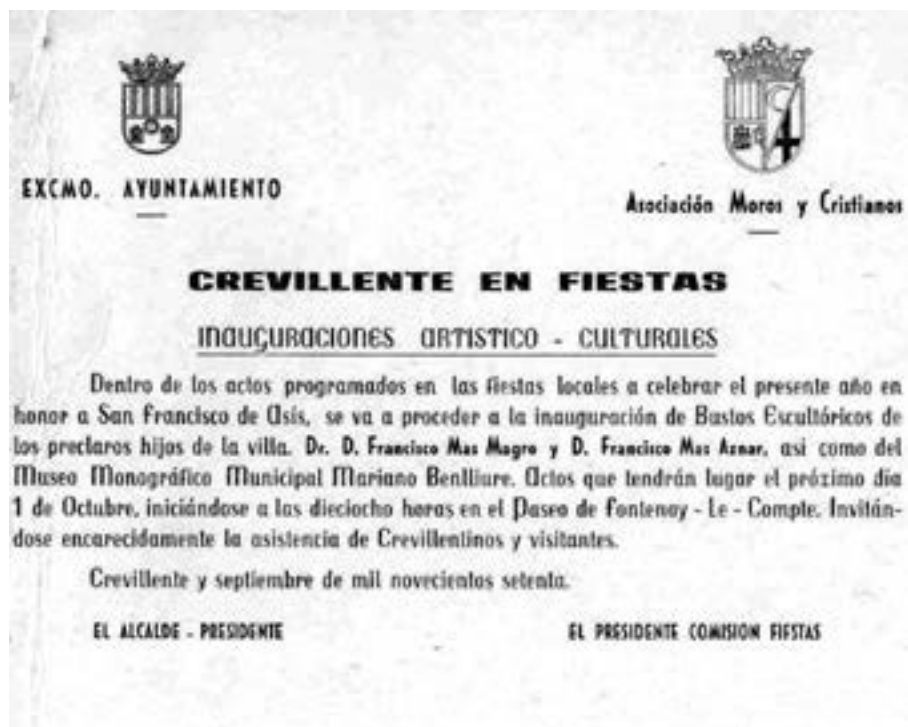 EXCMO. AYUNTAMIENTO
Asociación Moros y Cristianos
CREVILLENTE EN FIESTAS
INAUGURACIONES ARTISTICO - CULTURALES
Dentro de los actos programados en las fiestas locales a celebrar el presente año en
honor a San Francisco de Asis, se va a proceder a la inauguración de Bustos Escultóricos de
los preclaros hijos de la villa. Dr. D. Francisco Mas Magro y D. Francisco Mas Aznar, asi como del
Museo Monográfico Municipal Mariano Benlliure. Actos que tendrán lugar el próximo dia
1 de Octubre, iniciándose a las dieciocho horas en el Paseo de Fontenay - Le - Compte. Invitán-
dose encarecidamente la asistencia de Crevillentinos y visitantes.
Crevillente y septiembre de mil novecientos setenta.
EL ALCALDE - PRESIDENTE
EL PRESIDENTE COMISION FIESTAS